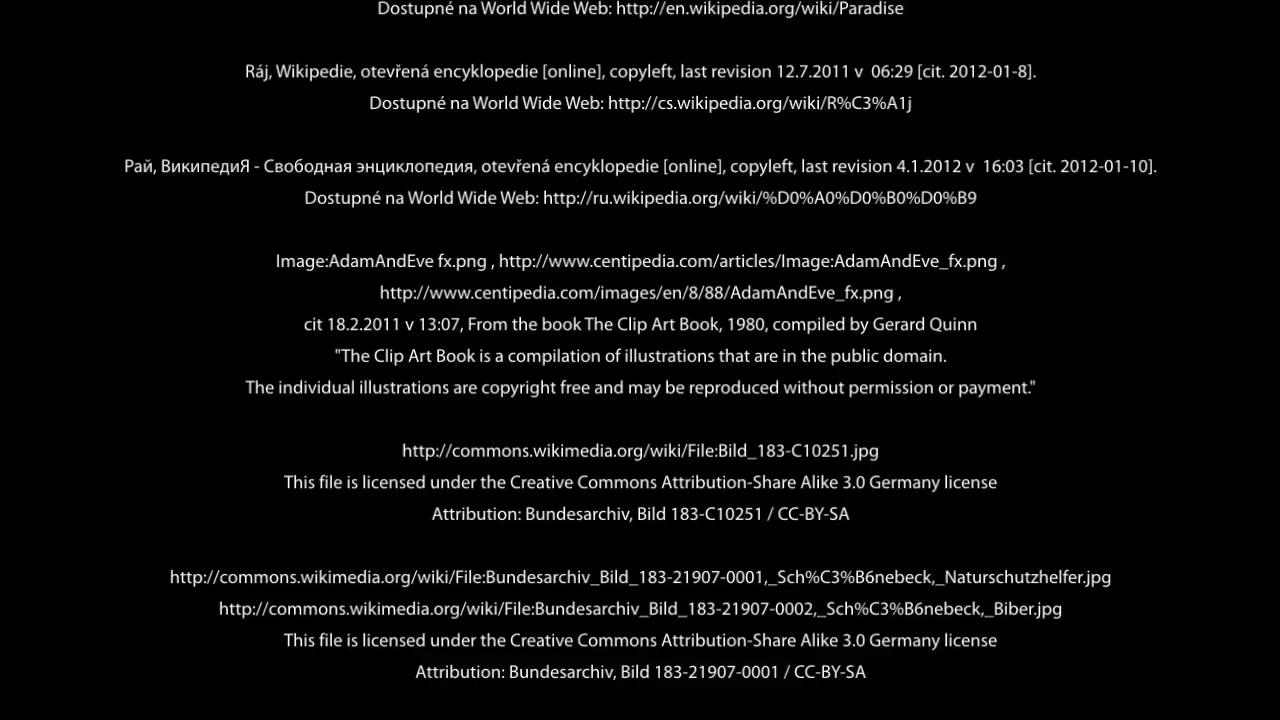 Dostupné na World Wide Web: http://en.wikipedia.org/wiki/Paradise
Ráj, Wikipedie, otevřená encyklopedie [online], copyleft, last revision 12.7.2011 v  06:29 [cit. 2012-01-8].
Dostupné na World Wide Web: http://cs.wikipedia.org/wiki/R%C3%A1j
Рай, ВикипедиЯ - Свободная энциклопедия, otevřená encyklopedie [online], copyleft, last revision 4.1.2012 v  16:03 [cit. 2012-01-10].
Dostupné na World Wide Web: http://ru.wikipedia.org/wiki/%D0%A0%D0%B0%D0%B9
Image:AdamAndEve fx.png , http://www.centipedia.com/articles/Image:AdamAndEve_fx.png ,
http://www.centipedia.com/images/en/8/88/AdamAndEve_fx.png ,
cit 18.2.2011 v 13:07, From the book The Clip Art Book, 1980, compiled by Gerard Quinn
"The Clip Art Book is a compilation of illustrations that are in the public domain.
The individual illustrations are copyright free and may be reproduced without permission or payment."
http://commons.wikimedia.org/wiki/File:Bild_183-C10251.jpg
This file is licensed under the Creative Commons Attribution-Share Alike 3.0 Germany license
Attribution: Bundesarchiv, Bild 183-C10251 / CC-BY-SA
http://commons.wikimedia.org/wiki/File:Bundesarchiv_Bild_183-21907-0001,_Sch%C3%B6nebeck,_Naturschutzhelfer.jpg
http://commons.wikimedia.org/wiki/File:Bundesarchiv_Bild_183-21907-0002,_Sch%C3%B6nebeck,_Biber.jpg
This file is licensed under the Creative Commons Attribution-Share Alike 3.0 Germany license
Attribution: Bundesarchiv, Bild 183-21907-0001 / CC-BY-SA